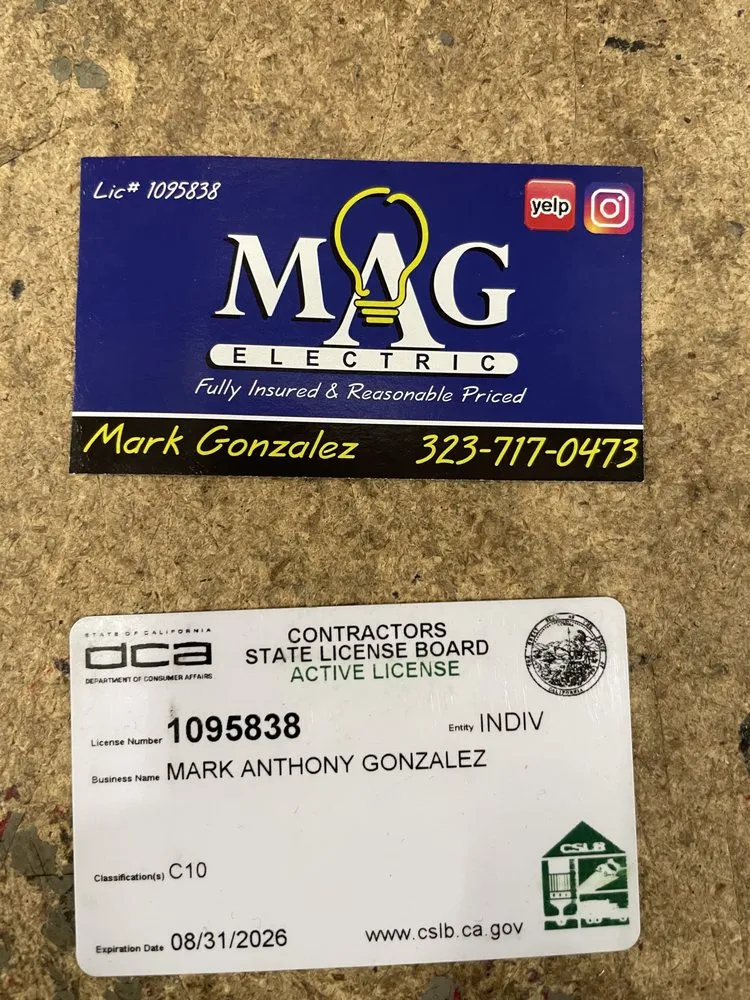 Lic# 1095838
yelp
MAG
ELECTRIC
Fully Insured & Reasonable Priced
Mark Gonzalez 323-717-0473
STATE OF CALIFORNIA
dca
DEPARTMENT OF CONSUMER AFFAIRS
CONTRACTORS
STATE LICENSE BOARD
ACTIVE LICENSE
License Number 1095838 Entity INDIV
Business Name MARK ANTHONY GONZALEZ
Classification(s) C10
CSLB
Expiration Date 08/31/2026 www.cslb.ca.gov